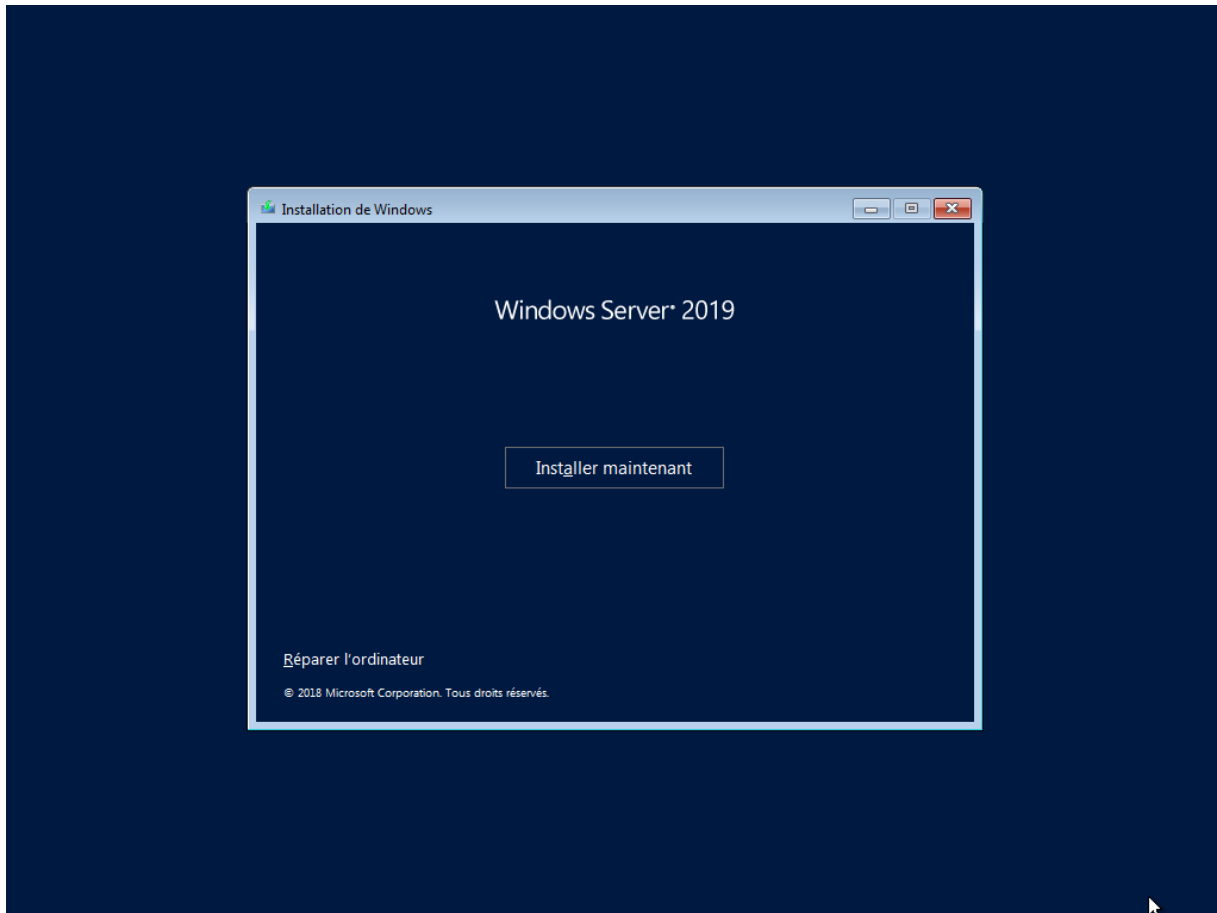 Installation de Windows
Windows Server® 2019
Installer maintenant
Réparer l'ordinateur
© 2018 Microsoft Corporation. Tous droits réservés.